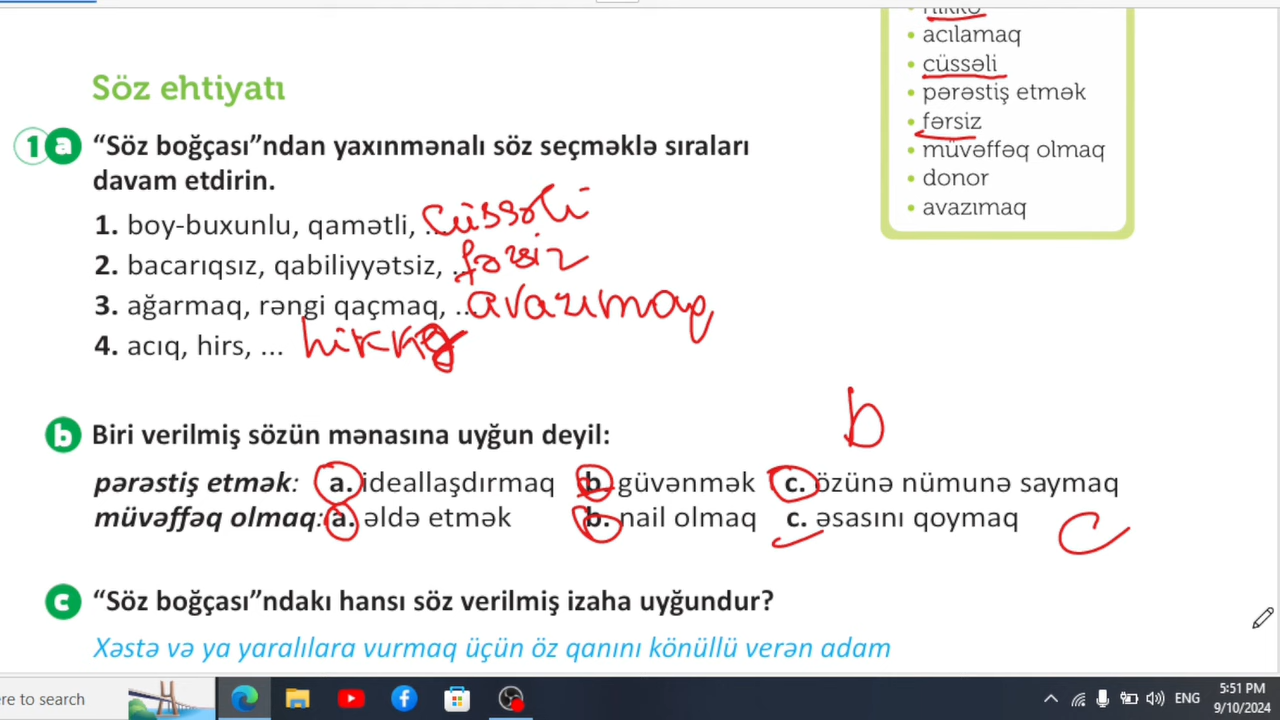 hikkə
• acılamaq
• cüssəli
• pərəstiş etmək
• fərsiz
• müvəffəq olmaq
• donor
• avazımaq
Söz ehtiyatı
1 a “Söz boğçası”ndan yaxınmənalı söz seçməklə sıraları
davam etdirin.
1. boy-buxunlu, qamətli, ... cüssəli
2. bacarıqsız, qabiliyyətsiz, ... fərsiz
3. ağarmaq, rəngi qaçmaq, ... avazımaq
4. acıq, hirs, ... hikkə
b
b Biri verilmiş sözün mənasına uyğun deyil:
pərəstiş etmək: a. ideallaşdırmaq b. güvənmək c. özünə nümunə saymaq
müvəffəq olmaq: a. əldə etmək b. nail olmaq c. əsasını qoymaq c
c “Söz boğçası”ndakı hansı söz verilmiş izaha uyğundur?
Xəstə və ya yaralılara vurmaq üçün öz qanını könüllü verən adam
re to search
ENG
5:51 PM
9/10/2024